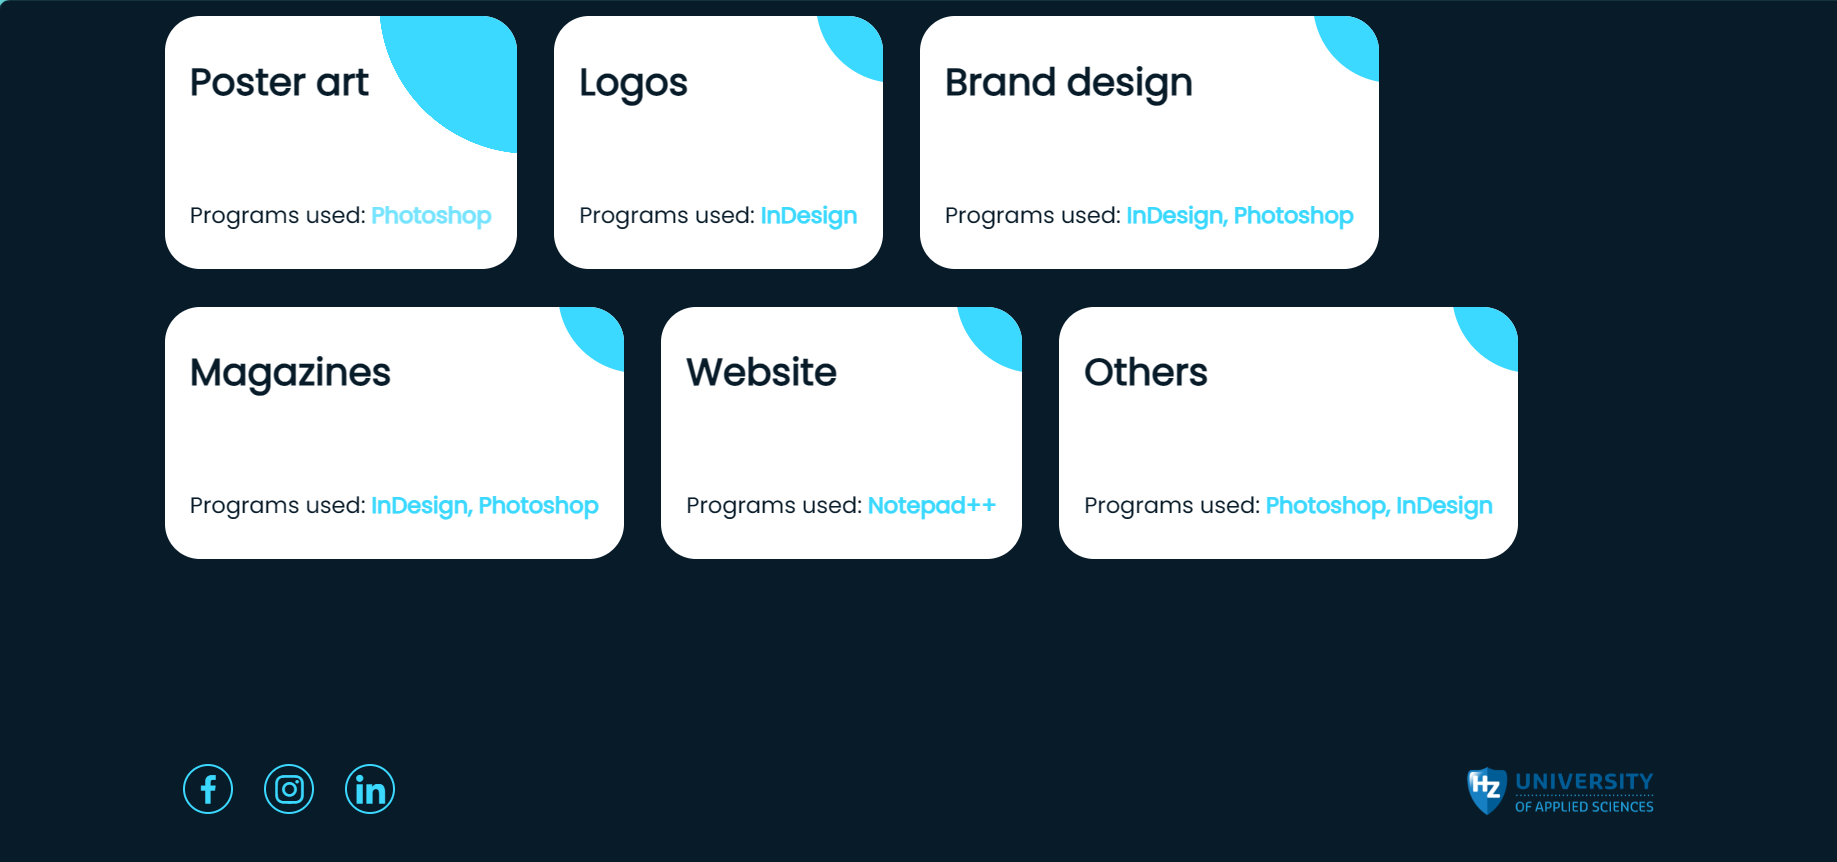 Poster art
Programs used: Photoshop
Logos
Programs used: InDesign
Brand design
Programs used: InDesign, Photoshop
Magazines
Programs used: InDesign, Photoshop
Website
Programs used: Notepad++
Others
Programs used: Photoshop, InDesign
f
in
HZ
UNIVERSITY
OF APPLIED SCIENCES